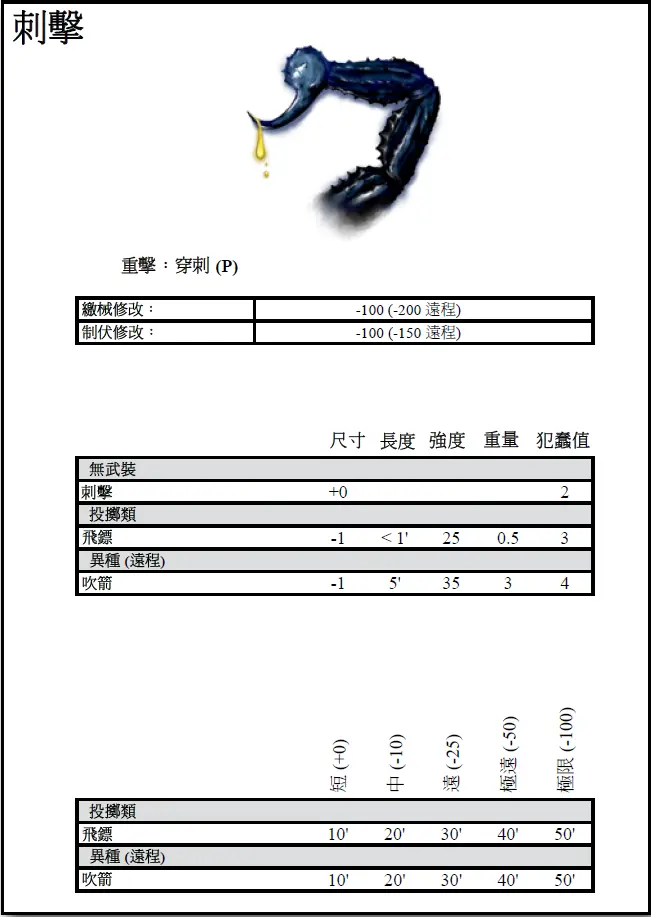 刺擊
重擊：穿刺 (P)
繳械修改： -100 (-200 遠程)
制伏修改： -100 (-150 遠程)
尺寸 長度 強度 重量 犯蠢值
無武裝
刺擊 +0 2
投擲類
飛鏢 -1 < 1' 25 0.5 3
異種 (遠程)
吹箭 -1 5' 35 3 4
短 (+0) 中 (-10) 遠 (-25) 極遠 (-50) 極限 (-100)
投擲類
飛鏢 10' 20' 30' 40' 50'
異種 (遠程)
吹箭 10' 20' 30' 40' 50'